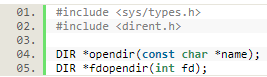 01. #include <sys/types.h>
02. #include <dirent.h>
03.
04. DIR *opendir(const char *name);
05. DIR *fdopendir(int fd);